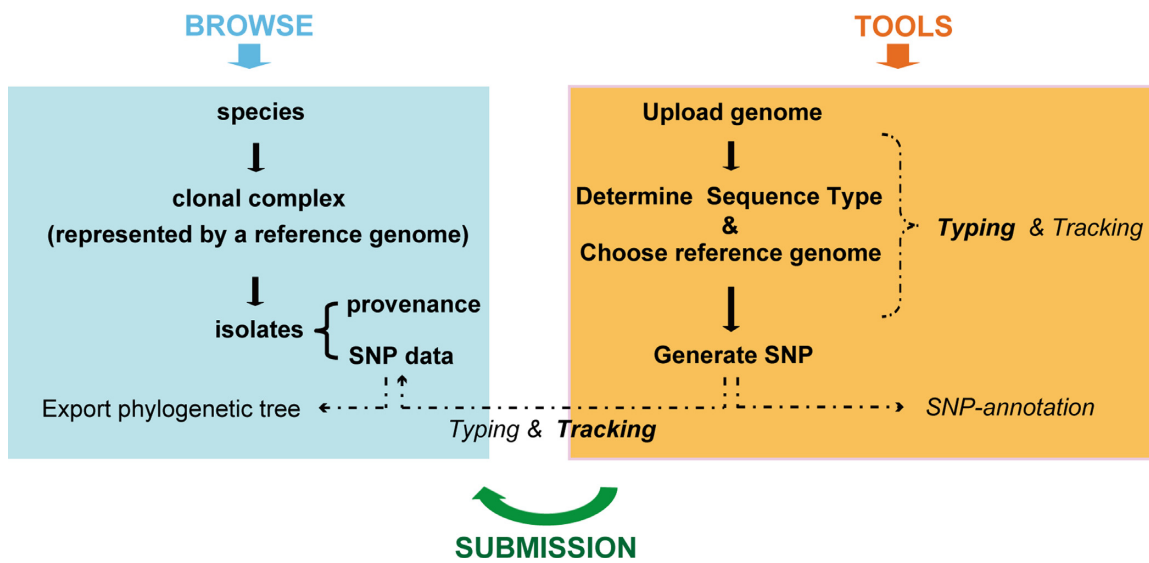 BROWSE
species
clonal complex
(represented by a reference genome)
isolates
provenance
SNP data
Export phylogenetic tree
TOOLS
Upload genome
Determine Sequence Type
&
Choose reference genome
Typing & Tracking
Generate SNP
SNP-annotation
Typing & Tracking
SUBMISSION